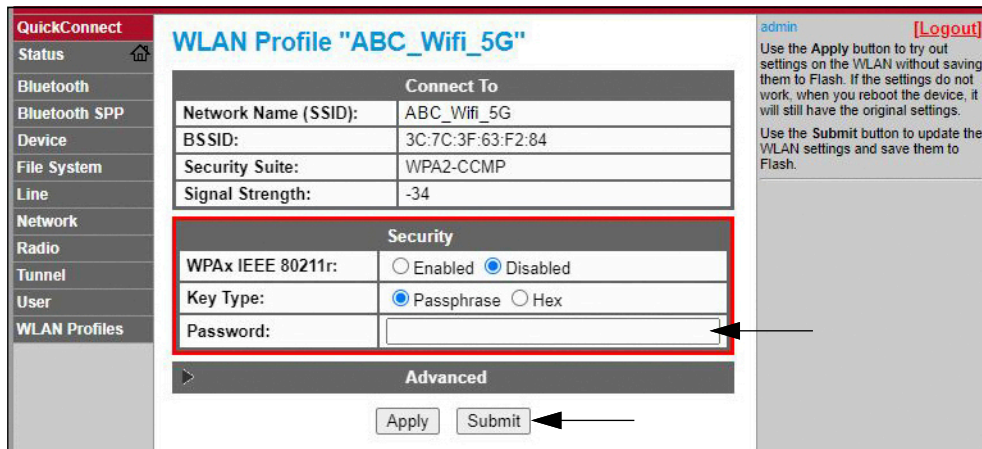 QuickConnect
Status
Bluetooth
Bluetooth SPP
Device
File System
Line
Network
Radio
Tunnel
User
WLAN Profiles
WLAN Profile "ABC_Wifi_5G"
Connect To
Network Name (SSID): ABC_Wifi_5G
BSSID: 3C:7C:3F:63:F2:84
Security Suite: WPA2-CCMP
Signal Strength: -34
Security
WPAx IEEE 80211r: Enabled Disabled
Key Type: Passphrase Hex
Password:
Advanced
Apply Submit
admin [Logout]
Use the Apply button to try out
settings on the WLAN without saving
them to Flash. If the settings do not
work, when you reboot the device, it
will still have the original settings.
Use the Submit button to update the
WLAN settings and save them to
Flash.